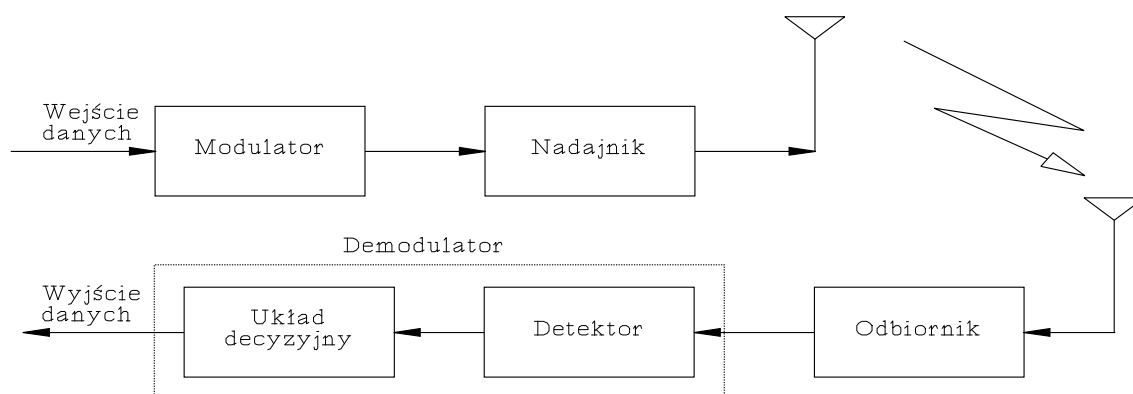 Wejście
danych
Modulator
Nadajnik
Demodulator
Wyjście
danych
Układ
decyzyjny
Detektor
Odbiornik